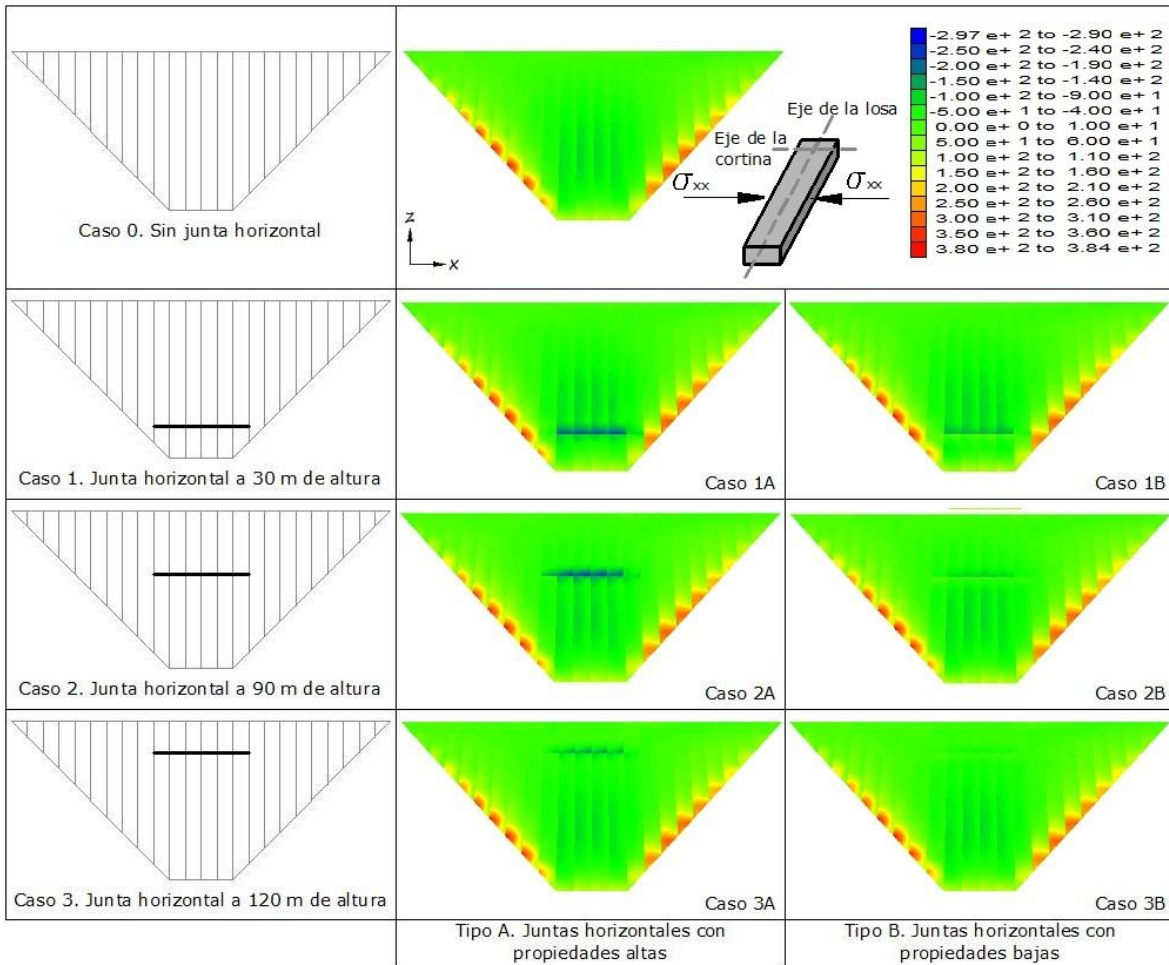 Caso 0. Sin junta horizontal
z
x
Eje de la losa
Eje de la
cortina
σxx
σxx
-2.97 e+ 2 to -2.90 e+ 2
-2.50 e+ 2 to -2.40 e+ 2
-2.00 e+ 2 to -1.90 e+ 2
-1.50 e+ 2 to -1.40 e+ 2
-1.00 e+ 2 to -9.00 e+ 1
-5.00 e+ 1 to -4.00 e+ 1
0.00 e+ 0 to 1.00 e+ 1
5.00 e+ 1 to 6.00 e+ 1
1.00 e+ 2 to 1.10 e+ 2
1.50 e+ 2 to 1.60 e+ 2
2.00 e+ 2 to 2.10 e+ 2
2.50 e+ 2 to 2.60 e+ 2
3.00 e+ 2 to 3.10 e+ 2
3.50 e+ 2 to 3.60 e+ 2
3.80 e+ 2 to 3.84 e+ 2
Caso 1. Junta horizontal a 30 m de altura
Caso 1A
Caso 1B
Caso 2. Junta horizontal a 90 m de altura
Caso 2A
Caso 2B
Caso 3. Junta horizontal a 120 m de altura
Caso 3A
Caso 3B
Tipo A. Juntas horizontales con
propiedades altas
Tipo B. Juntas horizontales con
propiedades bajas